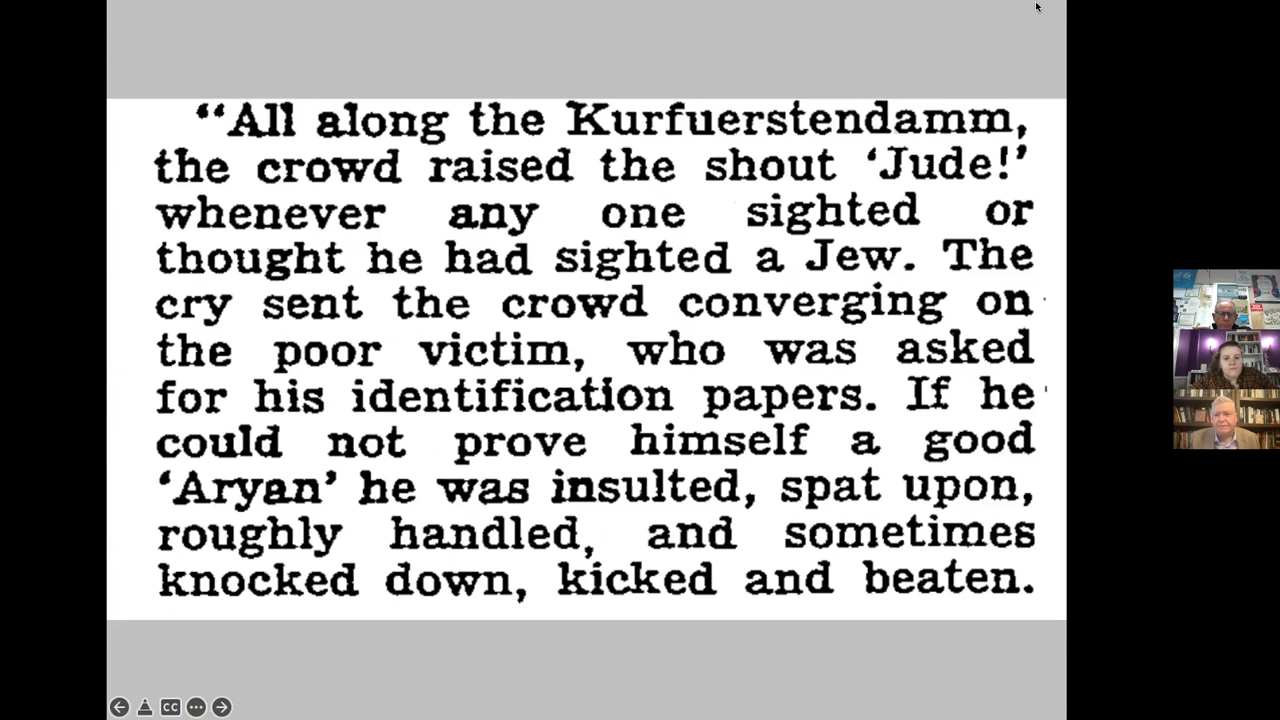 “All along the Kurfuerstendamm,
the crowd raised the shout ‘Jude!’
whenever any one sighted or
thought he had sighted a Jew. The
cry sent the crowd converging on
the poor victim, who was asked
for his identification papers. If he
could not prove himself a good
‘Aryan’ he was insulted, spat upon,
roughly handled, and sometimes
knocked down, kicked and beaten.
CC